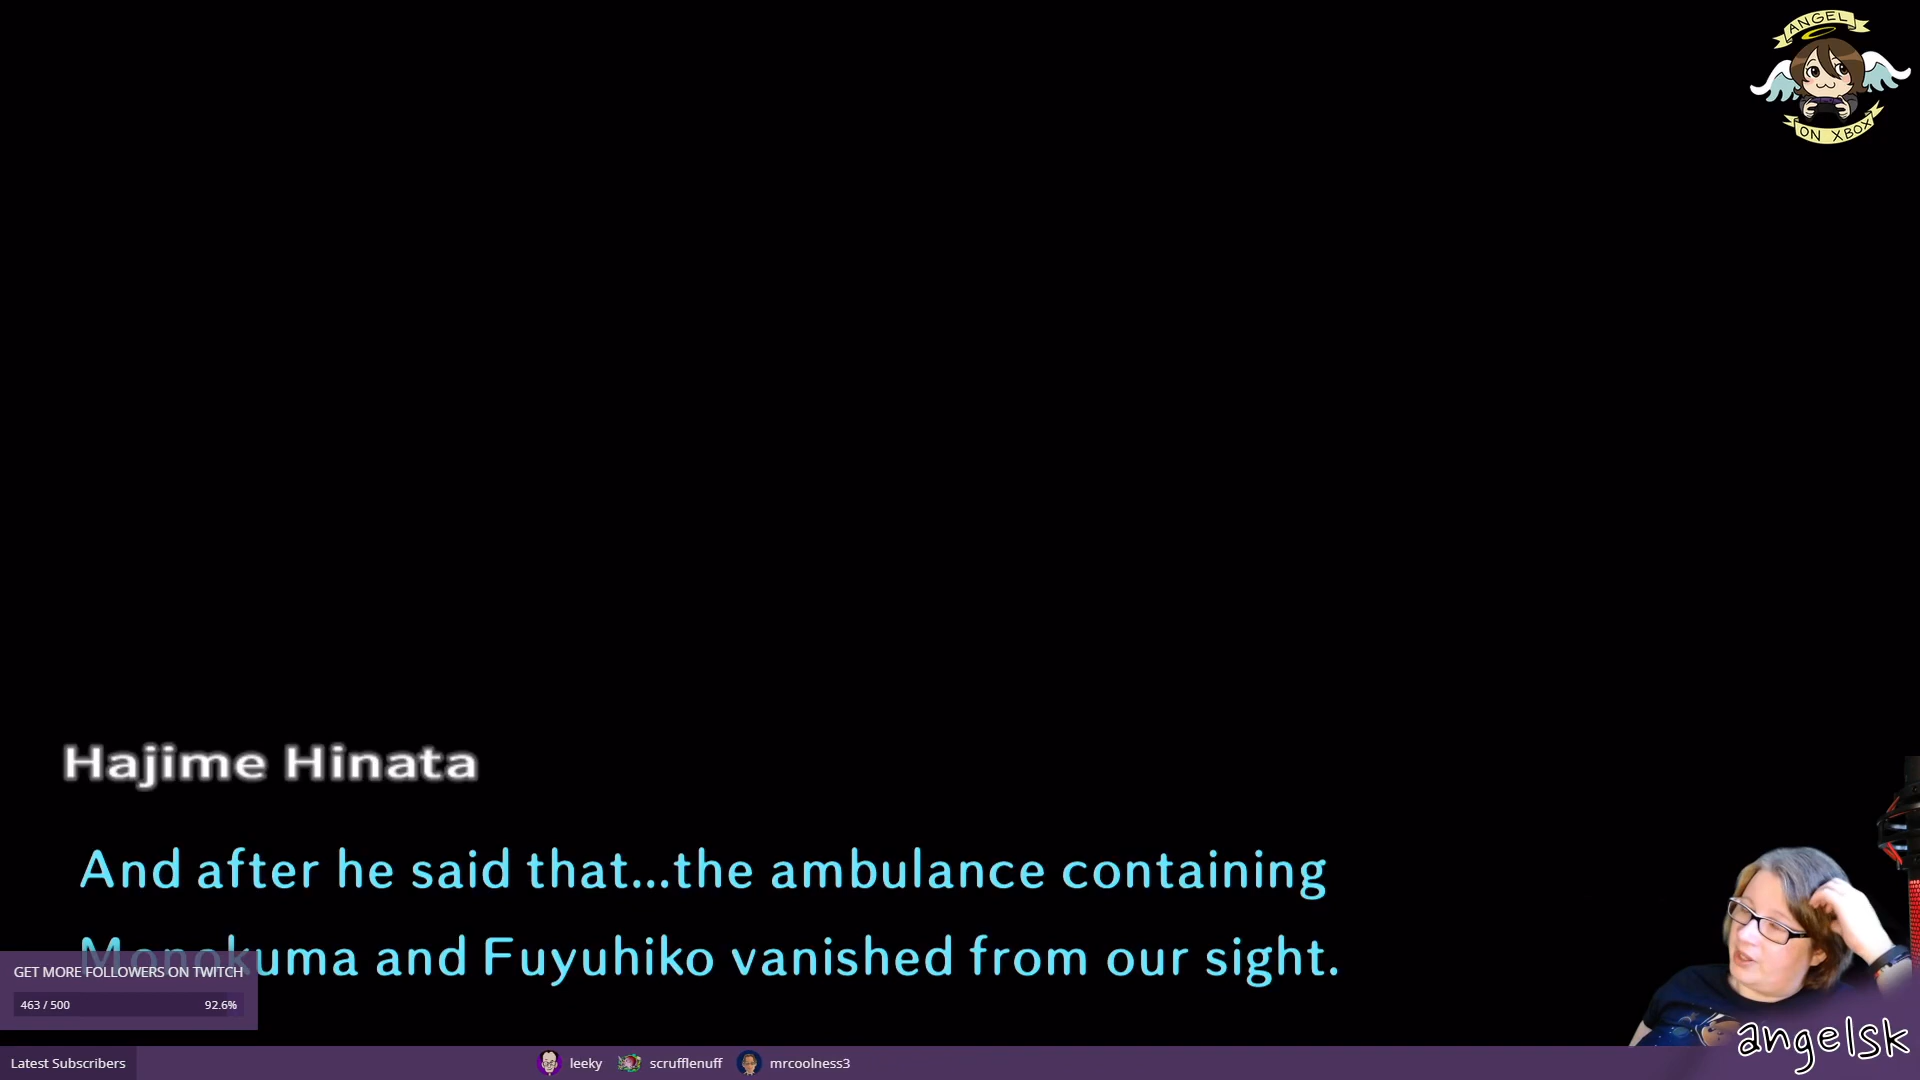 ANGEL
ON XBOX
Hajime Hinata
And after he said that...the ambulance containing
Monokuma and Fuyuhiko vanished from our sight.
GET MORE FOLLOWERS ON TWITCH
463 / 500 92.6%
angelsk
Latest Subscribers leeky scrufflenuff mrcoolness3